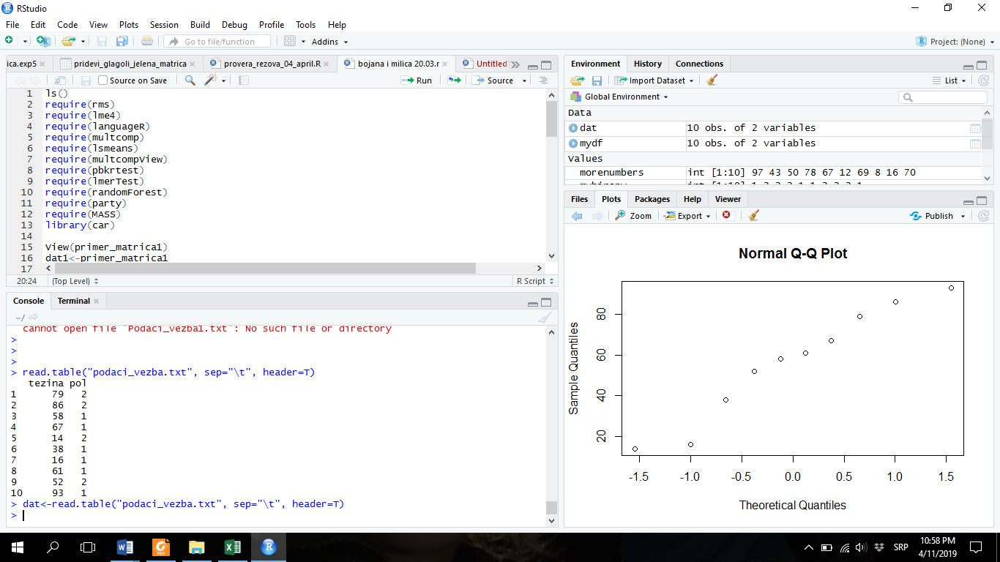 RStudio
File Edit Code View Plots Session Build Debug Profile Tools Help
Go to file/function Addins Project: (None)
ica.exp5 pridevi_glagoli_jelena_matrica provera_rezova_04_april.R bojana i milica 20.03.r Untitled
Source on Save Run Source
1 ls()
2 require(rms)
3 require(lme4)
4 require(languageR)
5 require(multcomp)
6 require(lsmeans)
7 require(multcompView)
8 require(pbkrtest)
9 require(lmerTest)
10 require(randomForest)
11 require(party)
12 require(MASS)
13 library(car)
14
15 View(primer_matrica1)
16 dat1<-primer_matrica1
17
20:24 (Top Level) R Script
Console Terminal
~/
cannot open file 'Podaci_vezba1.txt': No such file or directory
>
>
>
> read.table("podaci_vezba.txt", sep="\t", header=T)
tezina pol
1 79 2
2 86 2
3 58 1
4 67 1
5 14 2
6 38 1
7 16 1
8 61 1
9 52 2
10 93 1
> dat<-read.table("podaci_vezba.txt", sep="\t", header=T)
>
Environment History Connections
Import Dataset List
Global Environment
Data
dat 10 obs. of 2 variables
mydf 10 obs. of 2 variables
Values
morenumbers int [1:10] 97 43 50 78 67 12 69 8 16 70
Files Plots Packages Help Viewer
Zoom Export Publish
Normal Q-Q Plot
Sample Quantiles
80
60
40
20
-1.5 -1.0 -0.5 0.0 0.5 1.0 1.5
Theoretical Quantiles
PDF
SRP
10:58 PM
4/11/2019